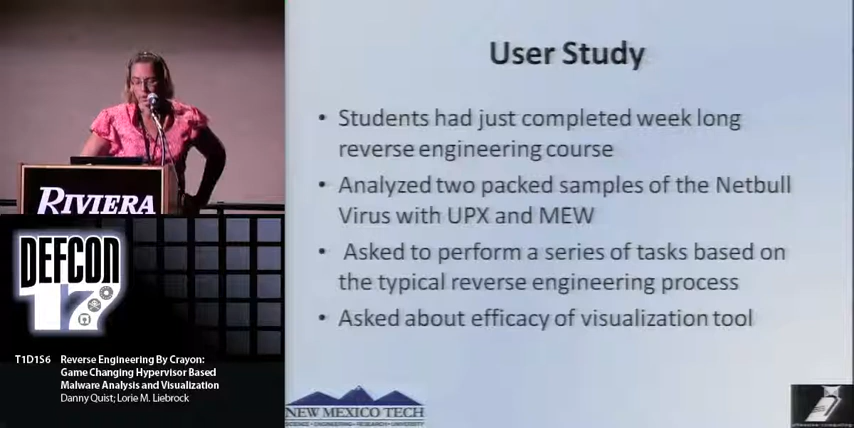 User Study
• Students had just completed week long
reverse engineering course
• Analyzed two packed samples of the Netbull
Virus with UPX and MEW
• Asked to perform a series of tasks based on
the typical reverse engineering process
• Asked about efficacy of visualization tool
RIVIERA
DEFCON
17
T1D1S6 Reverse Engineering By Crayon:
Game Changing Hypervisor Based
Malware Analysis and Visualization
Danny Quist; Lorie M. Liebrock
NEW MEXICO TECH
SCIENCE • ENGINEERING • RESEARCH • UNIVERSITY